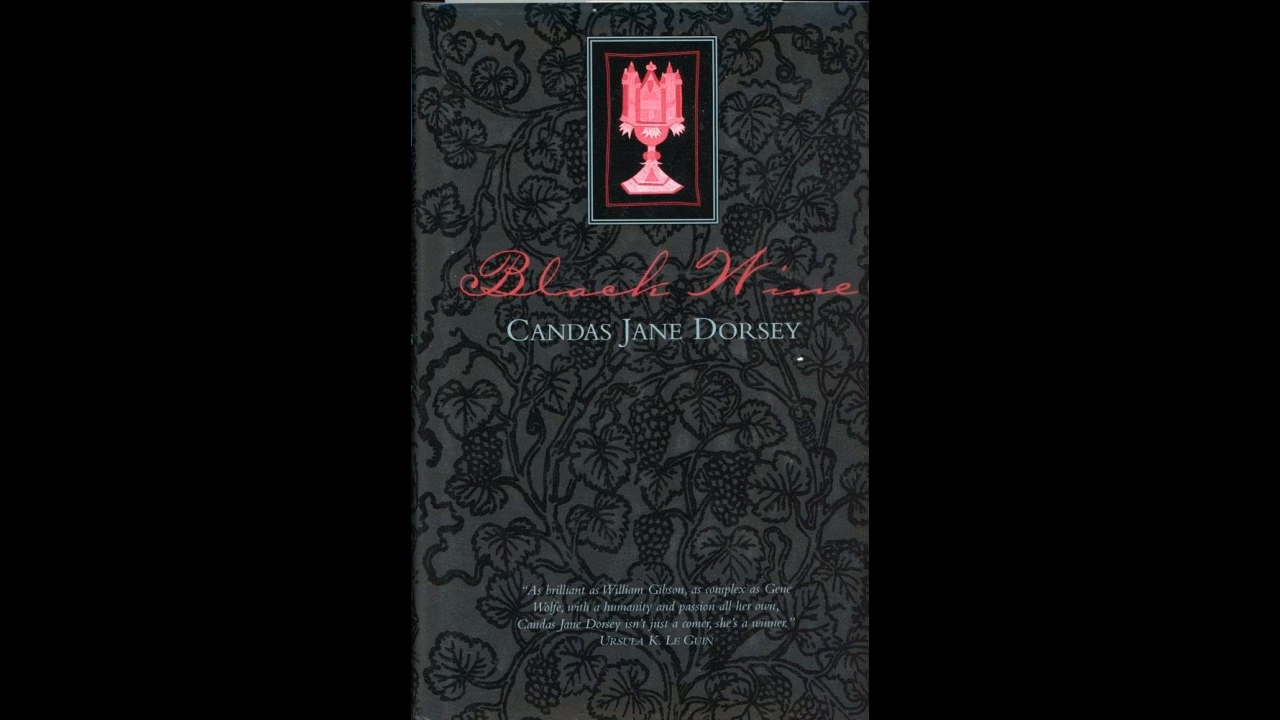 Black Wine
CANDAS JANE DORSEY
“As brilliant as William Gibson, as complex as Gene
Wolfe, with a humanity and passion all her own,
Candas Jane Dorsey isn't just a comer, she's a winner.”
URSULA K. LE GUIN